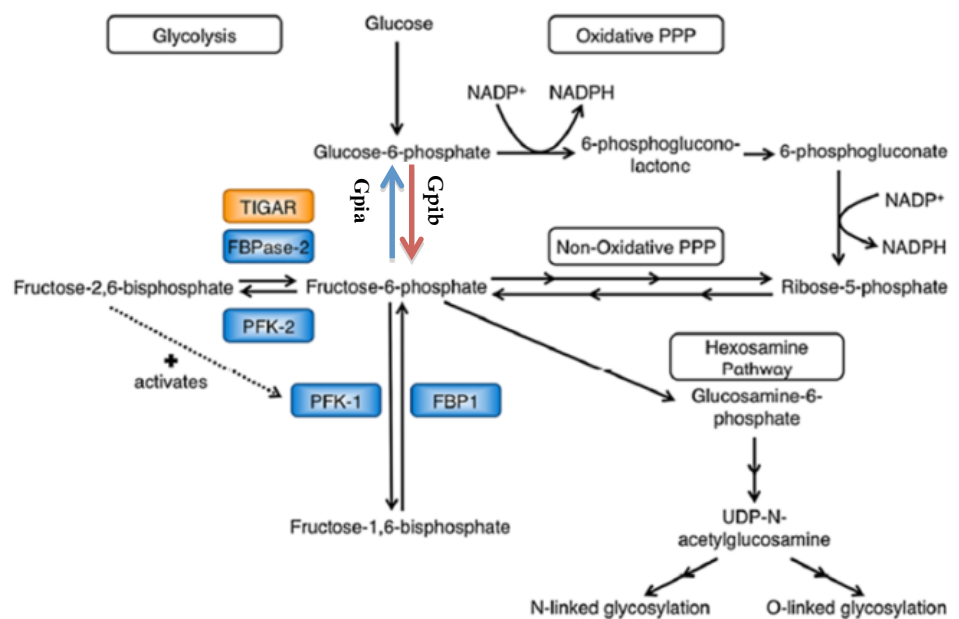 Glycolysis
Glucose
Oxidative PPP
NADP+
NADPH
Glucose-6-phosphate
6-phosphoglucono-
lactone
6-phosphogluconate
Gpia
Gpib
TIGAR
FBPase-2
NADP+
NADPH
Non-Oxidative PPP
Fructose-2,6-bisphosphate
Fructose-6-phosphate
Ribose-5-phosphate
PFK-2
+
activates
Hexosamine
Pathway
PFK-1
FBP1
Glucosamine-6-
phosphate
Fructose-1,6-bisphosphate
UDP-N-
acetylglucosamine
N-linked glycosylation
O-linked glycosylation